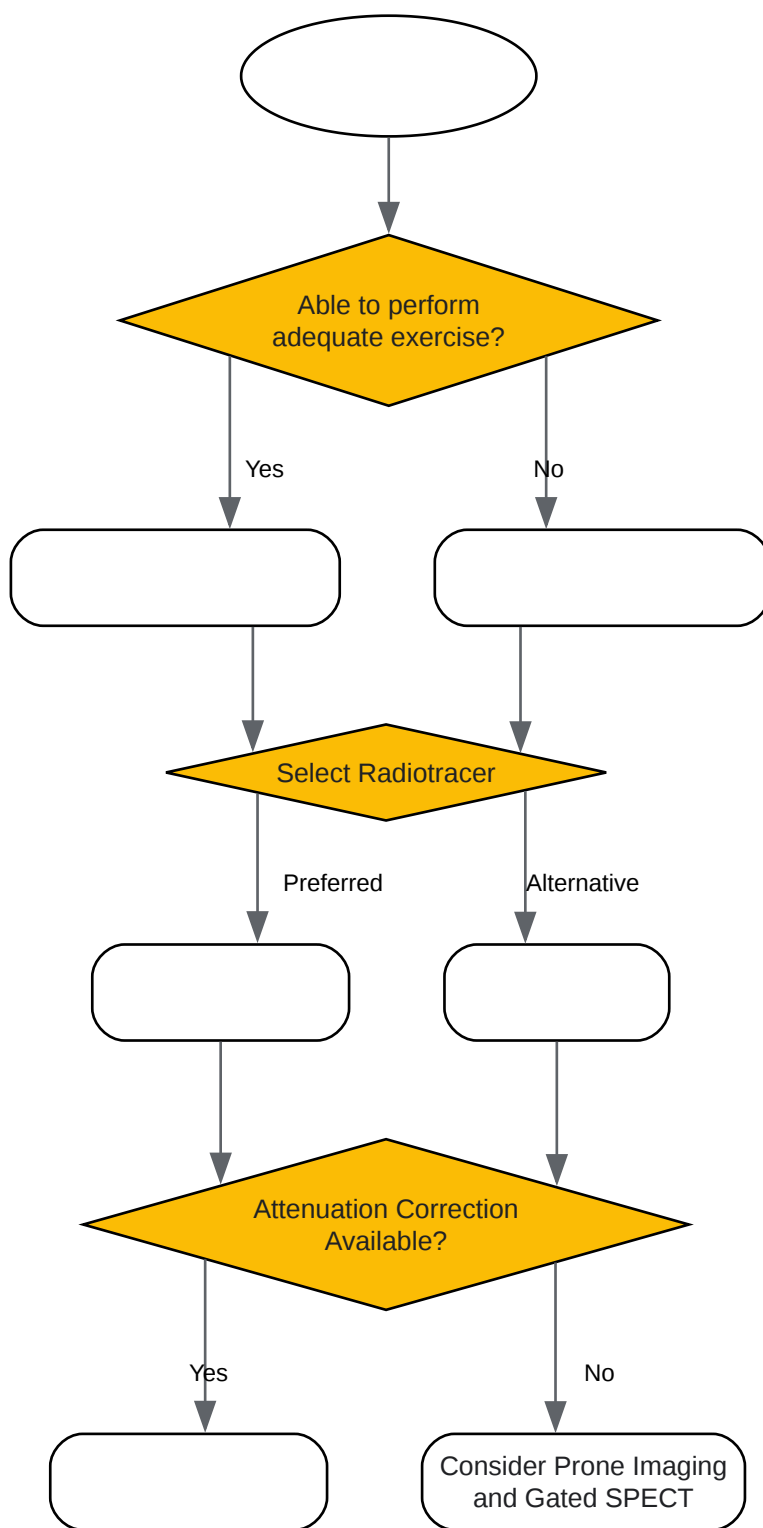 Able to perform
adequate exercise?
Yes
No
Select Radiotracer
Preferred
Alternative
Attenuation Correction
Available?
Yes
No
Consider Prone Imaging
and Gated SPECT